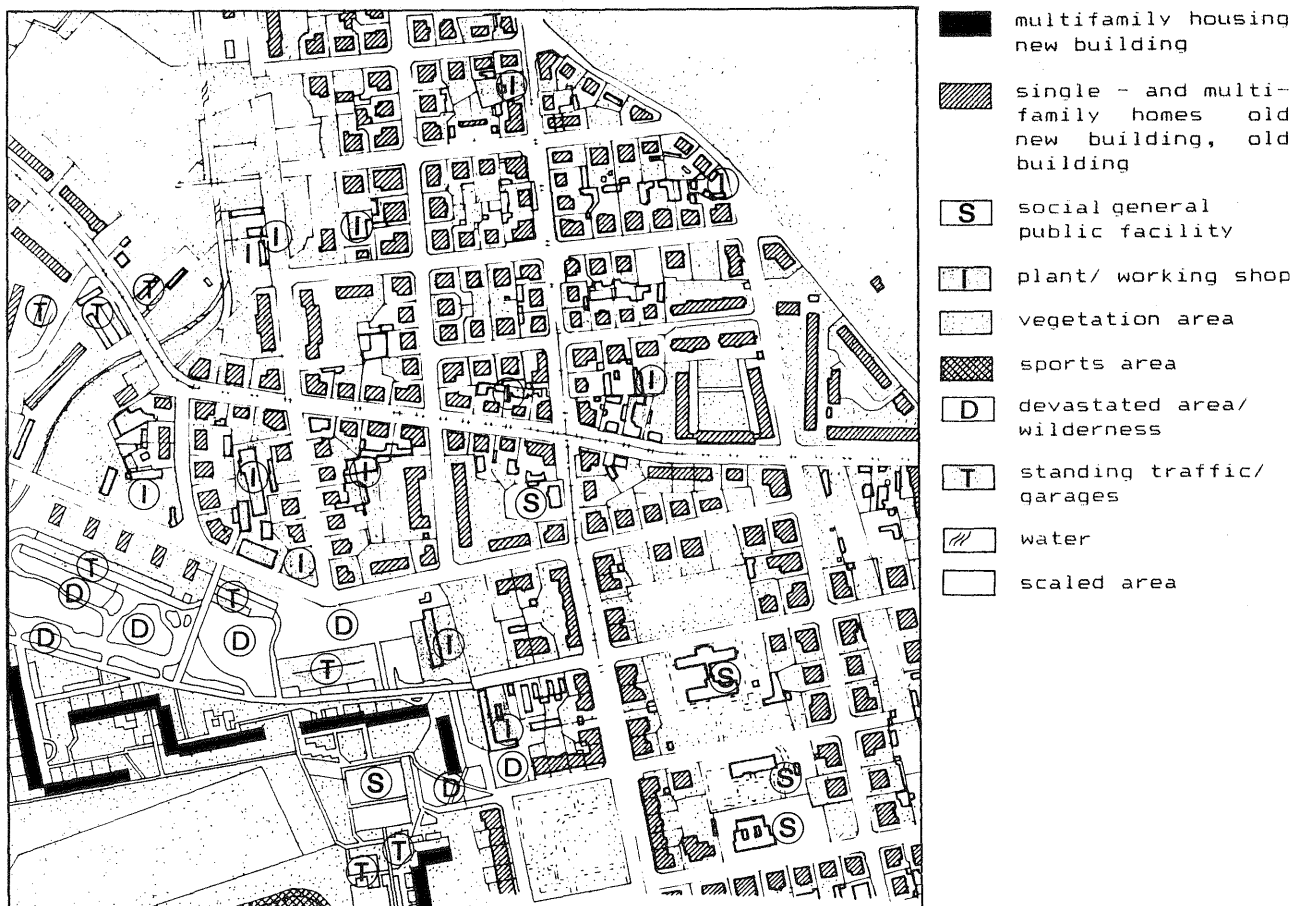 multifamily housing
new building
single - and multi-
family homes old
new building, old
building
S social general
public facility
I plant/ working shop
vegetation area
sports area
D devastated area/
wilderness
T standing traffic/
garages
water
scaled area
I
I I
T T T
I I
I I I S
I
T
D T
D D D D I
T S
I
D
S D S
S
T T